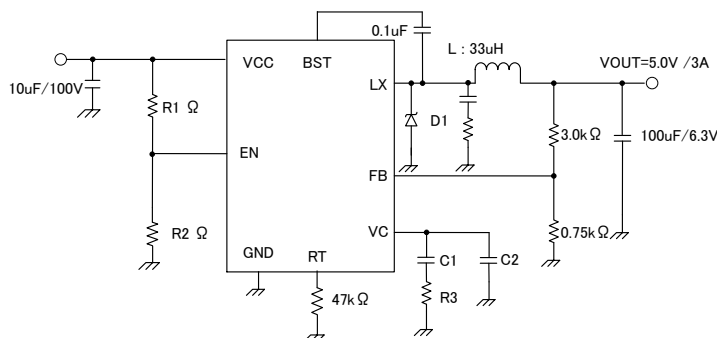 0.1uF
L : 33uH
VOUT=5.0V /3A
VCC
BST
LX
10uF/100V
R1 Ω
D1
3.0kΩ
100uF/6.3V
EN
FB
R2 Ω
VC
0.75kΩ
GND
RT
C1
C2
47kΩ
R3